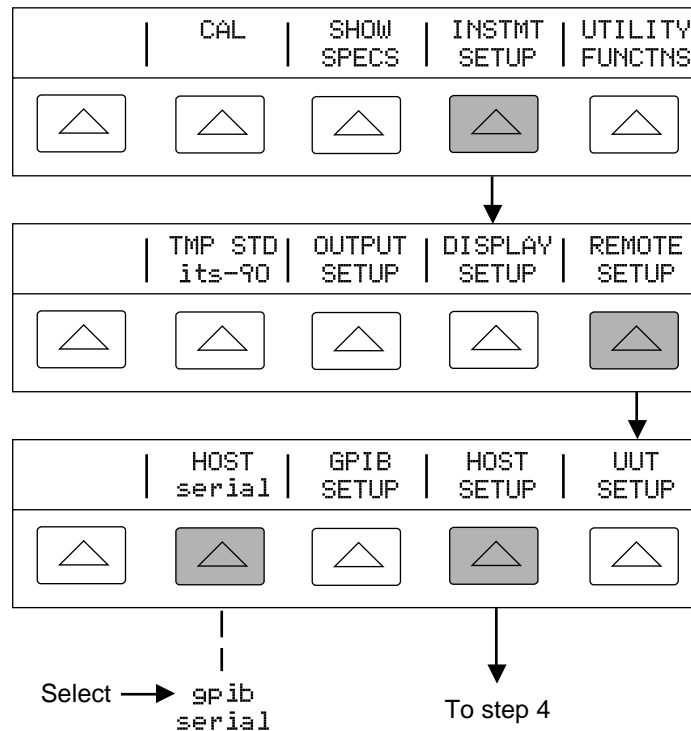 CAL
SHOW
SPECS
INSTMT
SETUP
UTILITY
FUNCTNS
TMP STD
its-90
OUTPUT
SETUP
DISPLAY
SETUP
REMOTE
SETUP
HOST
serial
GPIB
SETUP
HOST
SETUP
UUT
SETUP
Select
gpib
serial
To step 4